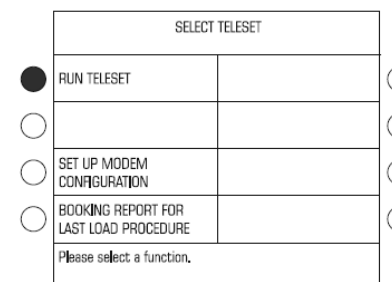 SELECT TELESET
RUN TELESET
SET UP MODEM
CONFIGURATION
BOOKING REPORT FOR
LAST LOAD PROCEDURE
Please select a function.